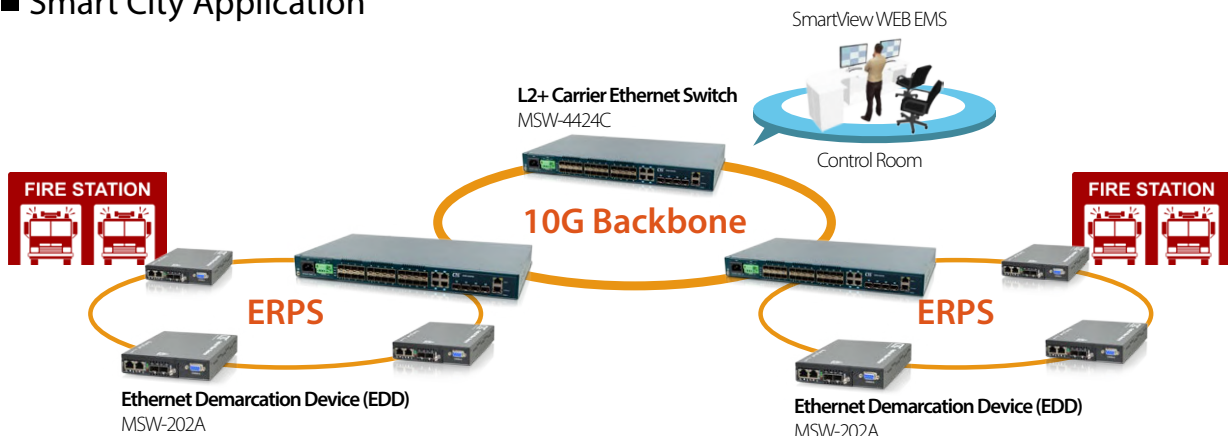 ■ Smart City Application
SmartView WEB EMS
L2+ Carrier Ethernet Switch
MSW-4424C
Control Room
FIRE STATION
FIRE STATION
10G Backbone
ERPS
ERPS
Ethernet Demarcation Device (EDD)
MSW-202A
Ethernet Demarcation Device (EDD)
MSW-202A